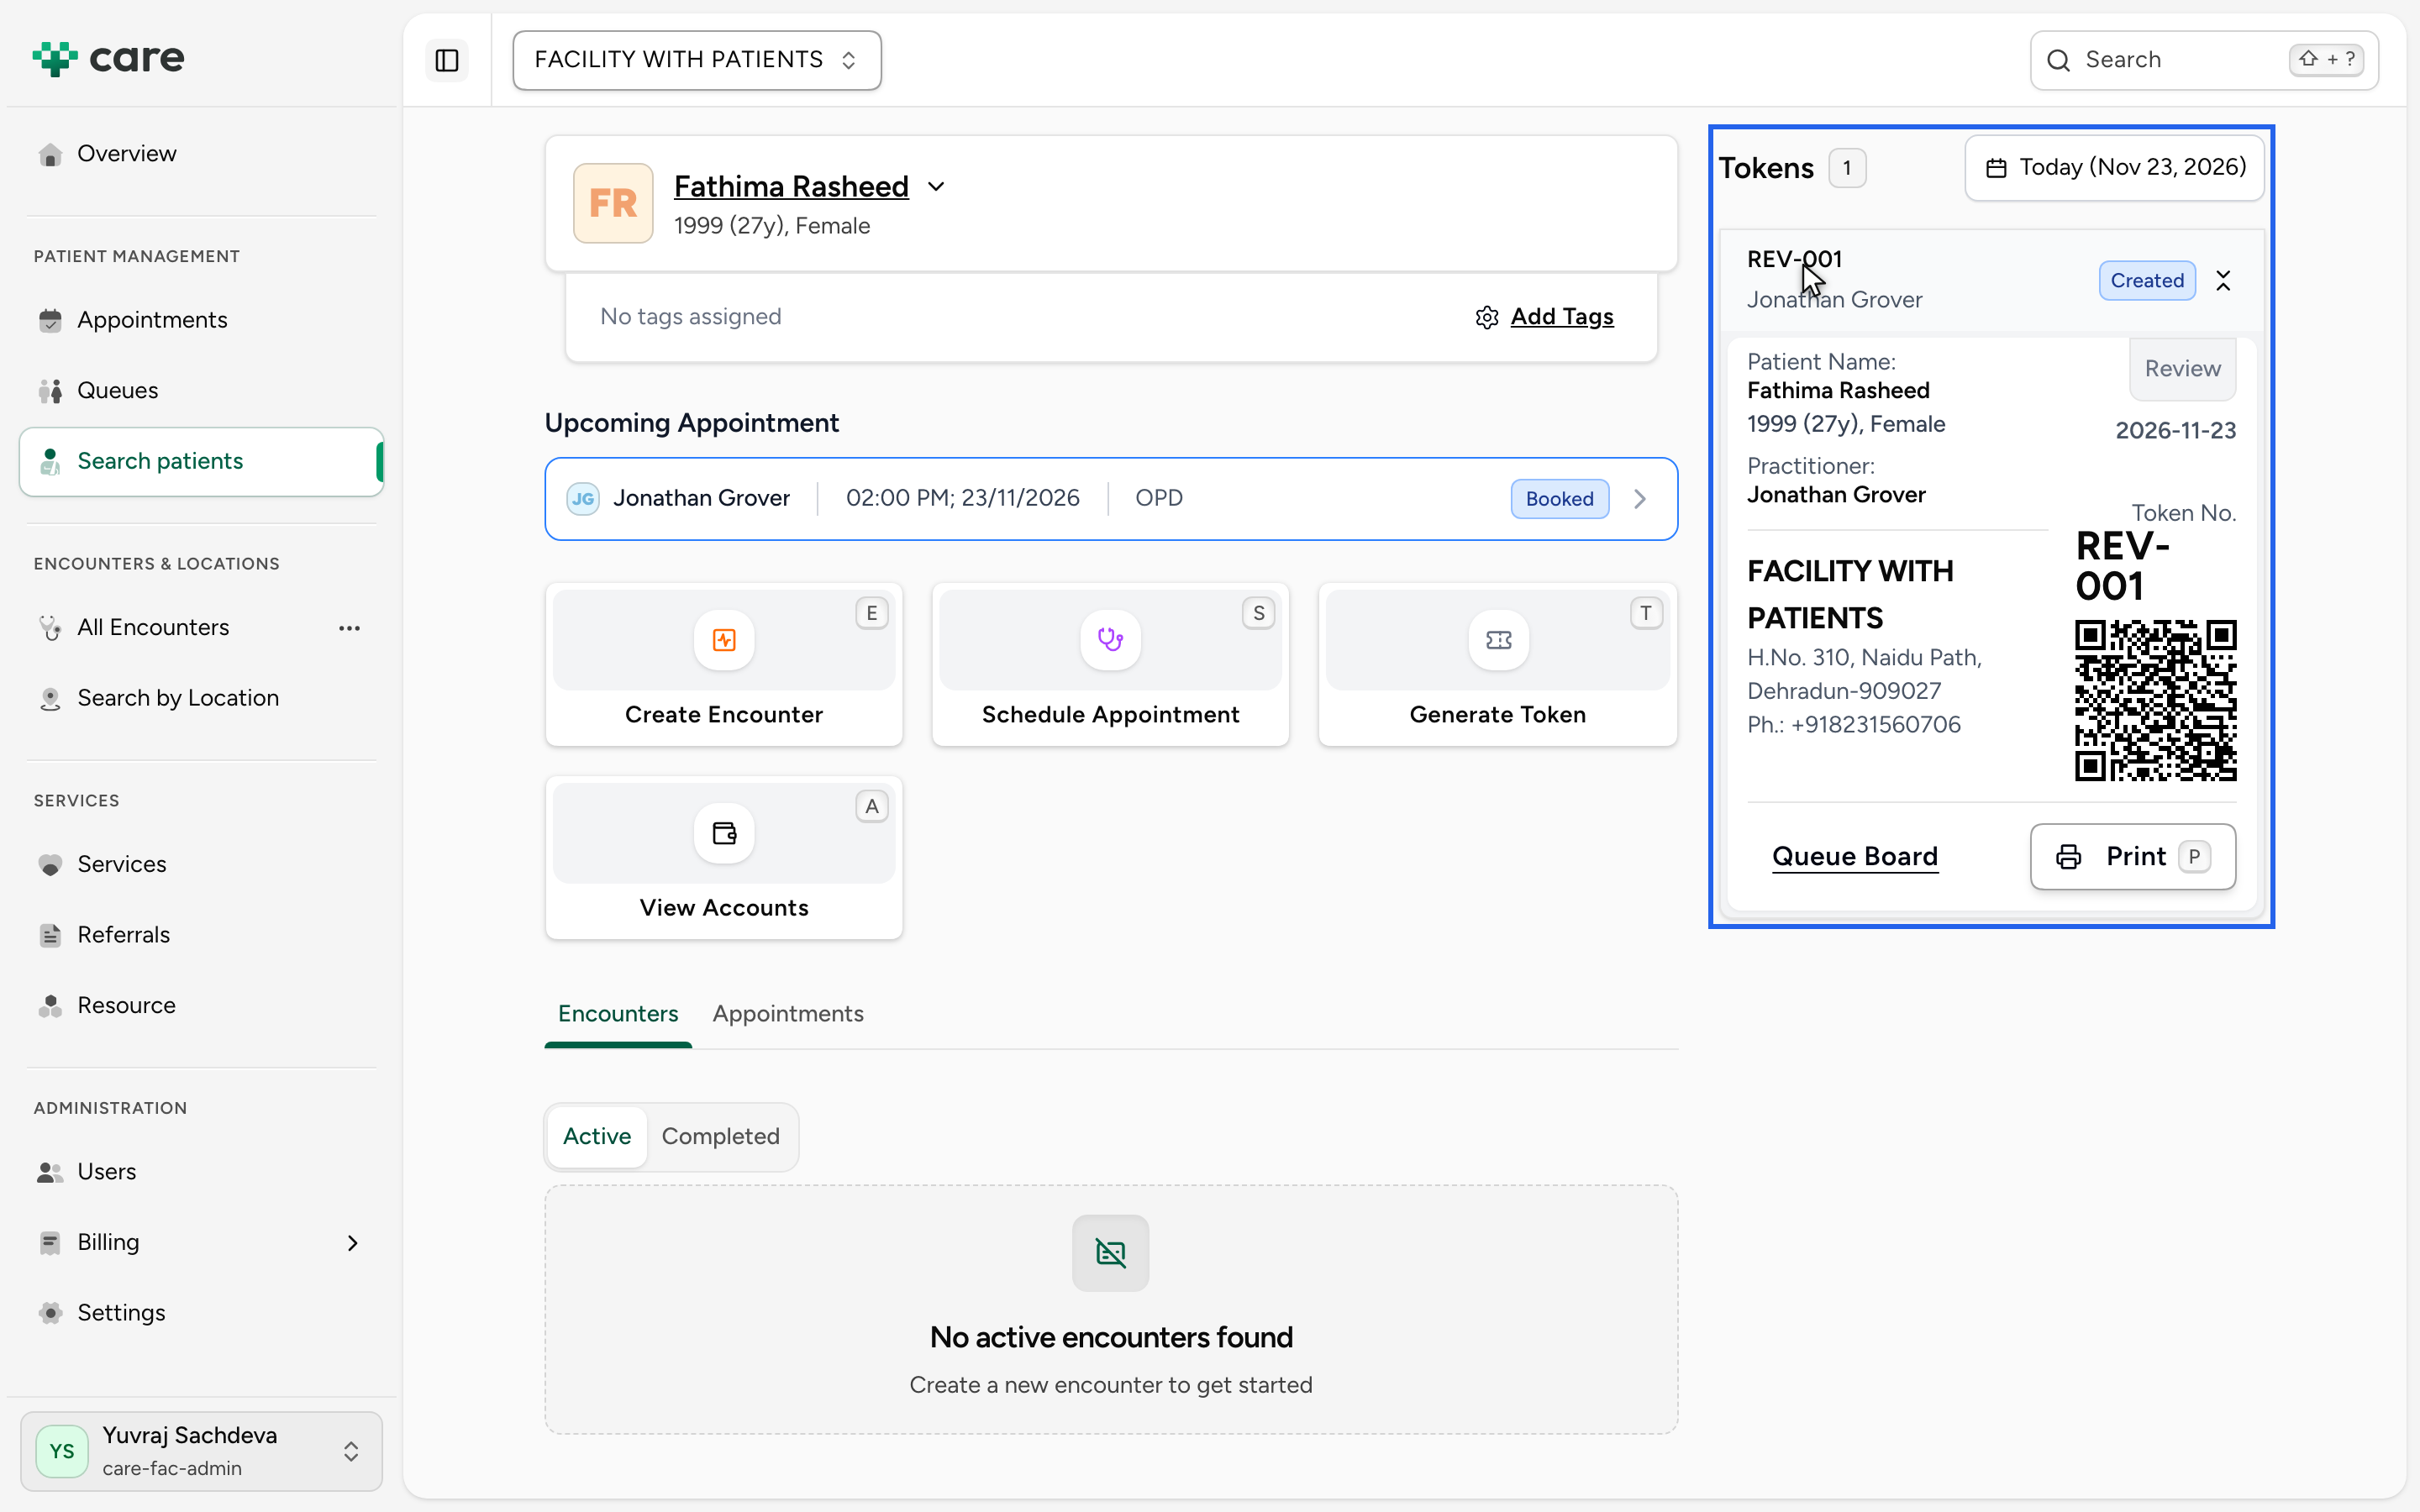 care
FACILITY WITH PATIENTS
Search
+ ?
Overview
PATIENT MANAGEMENT
Appointments
Queues
Search patients
ENCOUNTERS & LOCATIONS
All Encounters
Search by Location
SERVICES
Services
Referrals
Resource
ADMINISTRATION
Users
Billing
Settings
YS
Yuvraj Sachdeva
care-fac-admin
FR
Fathima Rasheed
1999 (27y), Female
No tags assigned
Add Tags
Upcoming Appointment
JG Jonathan Grover 02:00 PM; 23/11/2026 OPD Booked
E
Create Encounter
S
Schedule Appointment
T
Generate Token
A
View Accounts
Encounters Appointments
Active Completed
No active encounters found
Create a new encounter to get started
Tokens 1
Today (Nov 23, 2026)
REV-001
Jonathan Grover
Created
Patient Name:
Fathima Rasheed
1999 (27y), Female
Practitioner:
Jonathan Grover
Review
2026-11-23
Token No.
REV-
001
FACILITY WITH
PATIENTS
H.No. 310, Naidu Path,
Dehradun-909027
Ph.: +918231560706
Queue Board
Print P